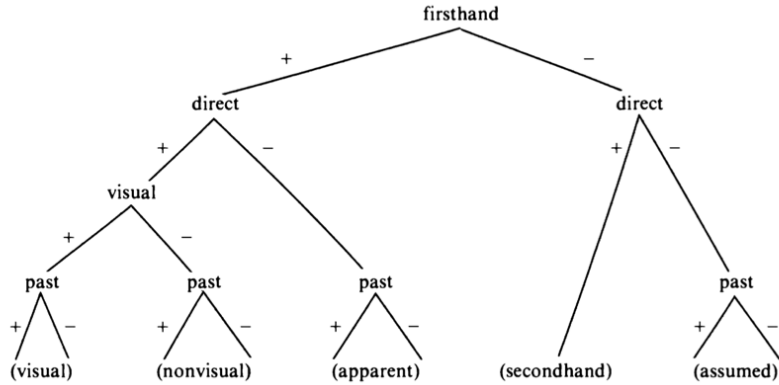 firsthand
+ −
direct direct
+ − + −
visual
+ −
past past past past
+ − + − + − + −
(visual) (nonvisual) (apparent) (secondhand) (assumed)